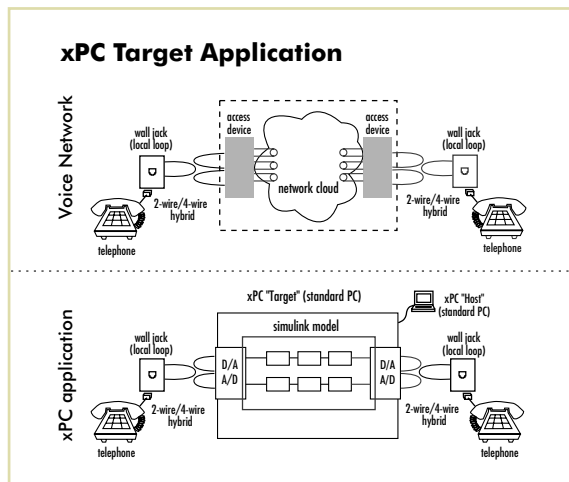 xPC Target Application
Voice Network
wall jack
(local loop)
access
device
access
device
wall jack
(local loop)
network cloud
2-wire/4-wire
hybrid
2-wire/4-wire
hybrid
telephone
telephone
xPC application
xPC "Target" (standard PC)
xPC "Host"
(standard PC)
simulink model
wall jack
(local loop)
wall jack
(local loop)
D/A
A/D
D/A
A/D
2-wire/4-wire
hybrid
2-wire/4-wire
hybrid
telephone
telephone